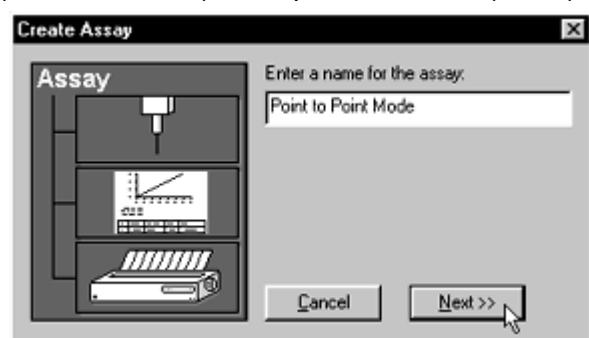 Create Assay
Assay
Enter a name for the assay:
Point to Point Mode
Cancel
Next >>